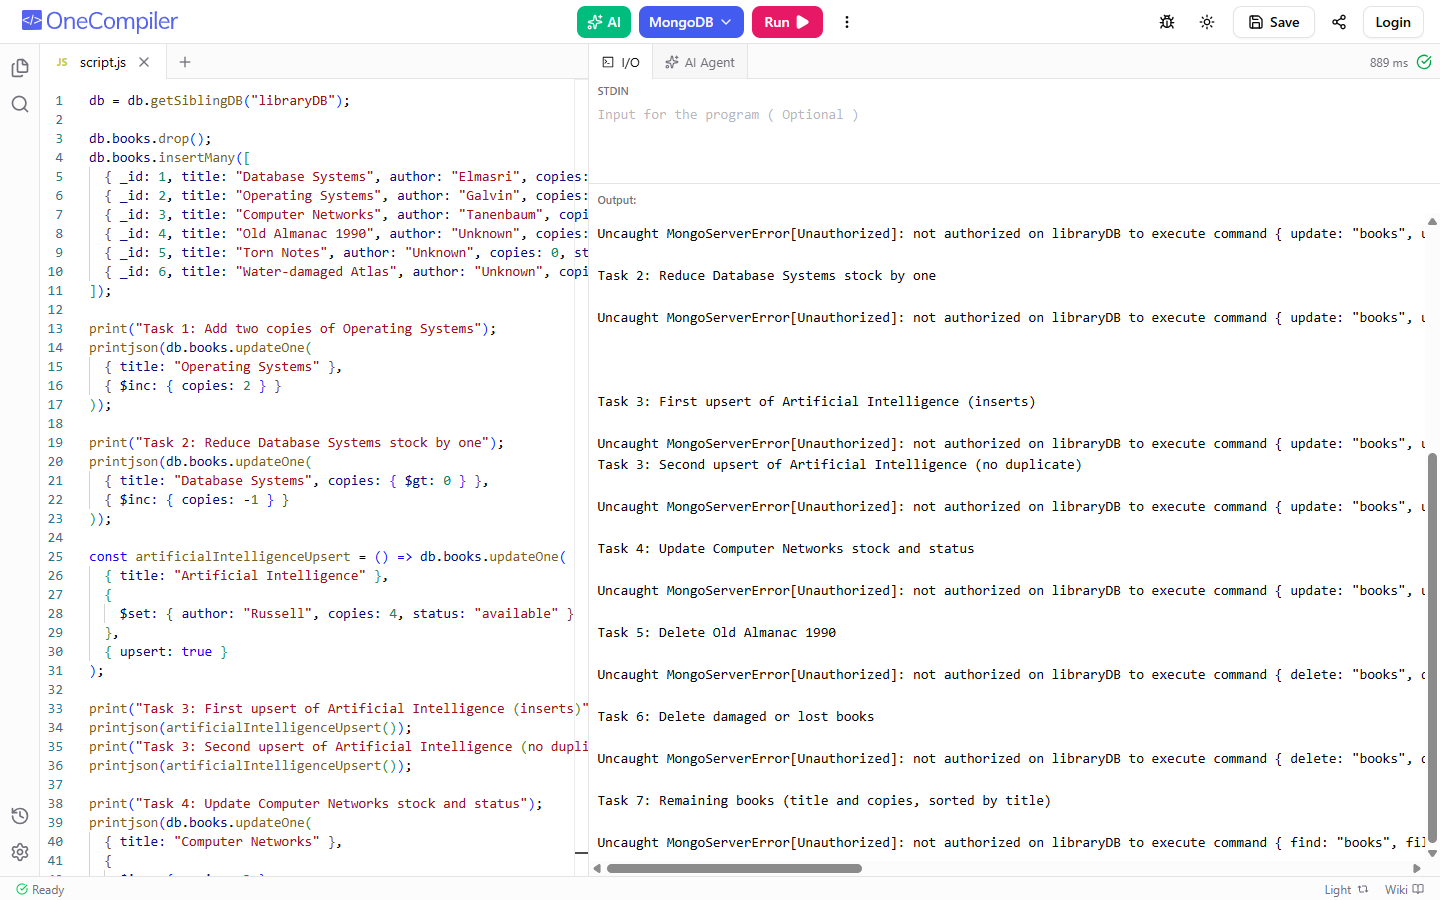 OneCompiler
AI
MongoDB
Run
Save
Login
JS script.js
I/O
AI Agent
889 ms
1 db = db.getSiblingDB("libraryDB");
2
3 db.books.drop();
4 db.books.insertMany([
5 { _id: 1, title: "Database Systems", author: "Elmasri", copies:
6 { _id: 2, title: "Operating Systems", author: "Galvin", copies:
7 { _id: 3, title: "Computer Networks", author: "Tanenbaum", copi
8 { _id: 4, title: "Old Almanac 1990", author: "Unknown", copies:
9 { _id: 5, title: "Torn Notes", author: "Unknown", copies: 0, st
10 { _id: 6, title: "Water-damaged Atlas", author: "Unknown", copi
11 ]);
12
13 print("Task 1: Add two copies of Operating Systems");
14 printjson(db.books.updateOne(
15 { title: "Operating Systems" },
16 { $inc: { copies: 2 } }
17 ));
18
19 print("Task 2: Reduce Database Systems stock by one");
20 printjson(db.books.updateOne(
21 { title: "Database Systems", copies: { $gt: 0 } },
22 { $inc: { copies: -1 } }
23 ));
24
25 const artificialIntelligenceUpsert = () => db.books.updateOne(
26 { title: "Artificial Intelligence" },
27 {
28 $set: { author: "Russell", copies: 4, status: "available" }
29 },
30 { upsert: true }
31 );
32
33 print("Task 3: First upsert of Artificial Intelligence (inserts)"
34 printjson(artificialIntelligenceUpsert());
35 print("Task 3: Second upsert of Artificial Intelligence (no dupli
36 printjson(artificialIntelligenceUpsert());
37
38 print("Task 4: Update Computer Networks stock and status");
39 printjson(db.books.updateOne(
40 { title: "Computer Networks" },
41 {
STDIN
Input for the program ( Optional )
Output:
Uncaught MongoServerError[Unauthorized]: not authorized on libraryDB to execute command { update: "books", u
Task 2: Reduce Database Systems stock by one
Uncaught MongoServerError[Unauthorized]: not authorized on libraryDB to execute command { update: "books", u
Task 3: First upsert of Artificial Intelligence (inserts)
Uncaught MongoServerError[Unauthorized]: not authorized on libraryDB to execute command { update: "books", u
Task 3: Second upsert of Artificial Intelligence (no duplicate)
Uncaught MongoServerError[Unauthorized]: not authorized on libraryDB to execute command { update: "books", u
Task 4: Update Computer Networks stock and status
Uncaught MongoServerError[Unauthorized]: not authorized on libraryDB to execute command { update: "books", u
Task 5: Delete Old Almanac 1990
Uncaught MongoServerError[Unauthorized]: not authorized on libraryDB to execute command { delete: "books", d
Task 6: Delete damaged or lost books
Uncaught MongoServerError[Unauthorized]: not authorized on libraryDB to execute command { delete: "books", d
Task 7: Remaining books (title and copies, sorted by title)
Uncaught MongoServerError[Unauthorized]: not authorized on libraryDB to execute command { find: "books", fil
Ready
Light
Wiki